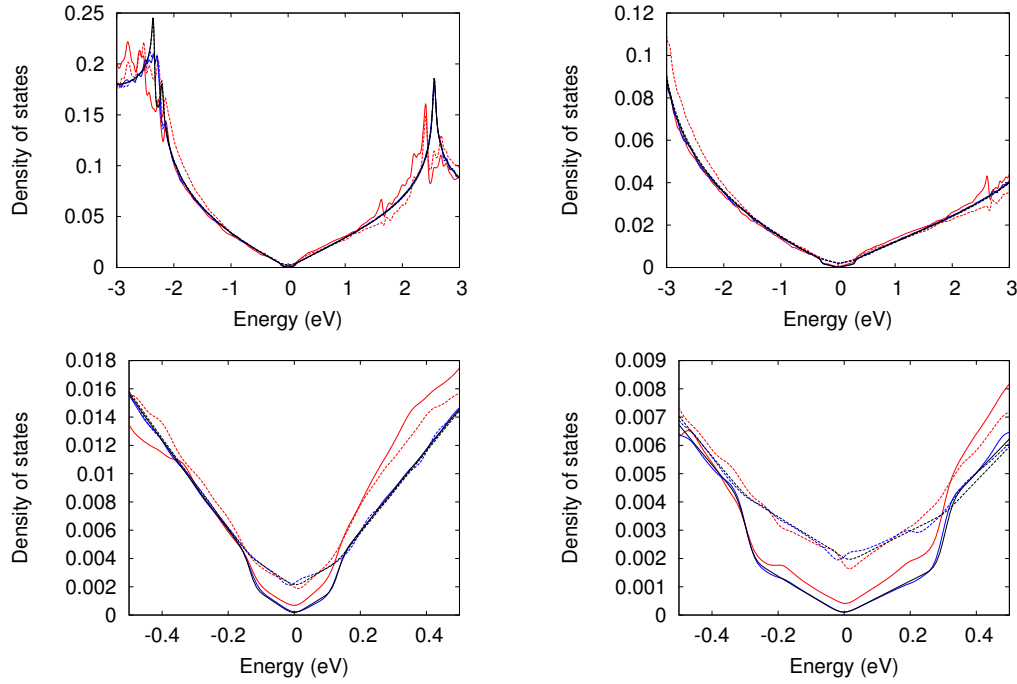 0.25
0.2
0.15
0.1
0.05
0
-3 -2 -1 0 1 2 3
Density of states
Energy (eV)
0.12
0.1
0.08
0.06
0.04
0.02
0
-3 -2 -1 0 1 2 3
Density of states
Energy (eV)
0.018
0.016
0.014
0.012
0.01
0.008
0.006
0.004
0.002
0
-0.4 -0.2 0 0.2 0.4
Density of states
Energy (eV)
0.009
0.008
0.007
0.006
0.005
0.004
0.003
0.002
0.001
0
-0.4 -0.2 0 0.2 0.4
Density of states
Energy (eV)